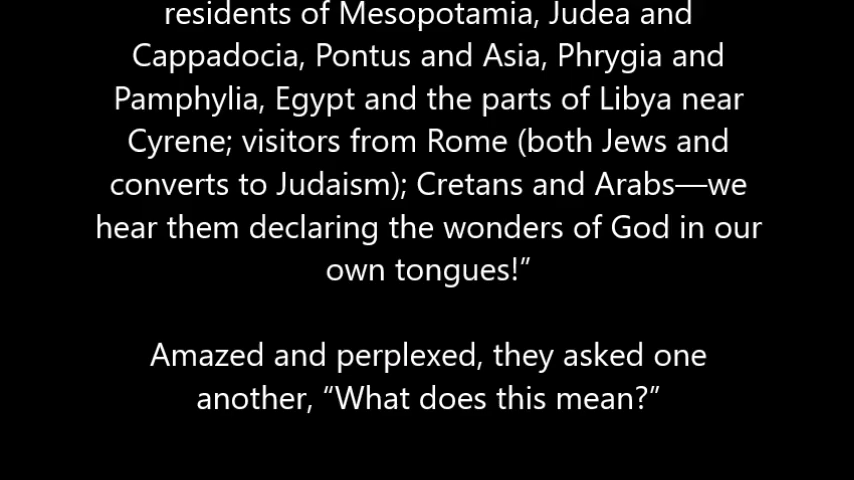 residents of Mesopotamia, Judea and
Cappadocia, Pontus and Asia, Phrygia and
Pamphylia, Egypt and the parts of Libya near
Cyrene; visitors from Rome (both Jews and
converts to Judaism); Cretans and Arabs—we
hear them declaring the wonders of God in our
own tongues!”
Amazed and perplexed, they asked one
another, “What does this mean?”